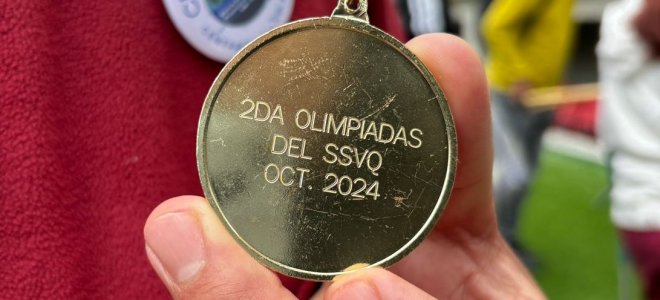 2DA OLIMPIADAS
DEL SSVQ
OCT. 2024